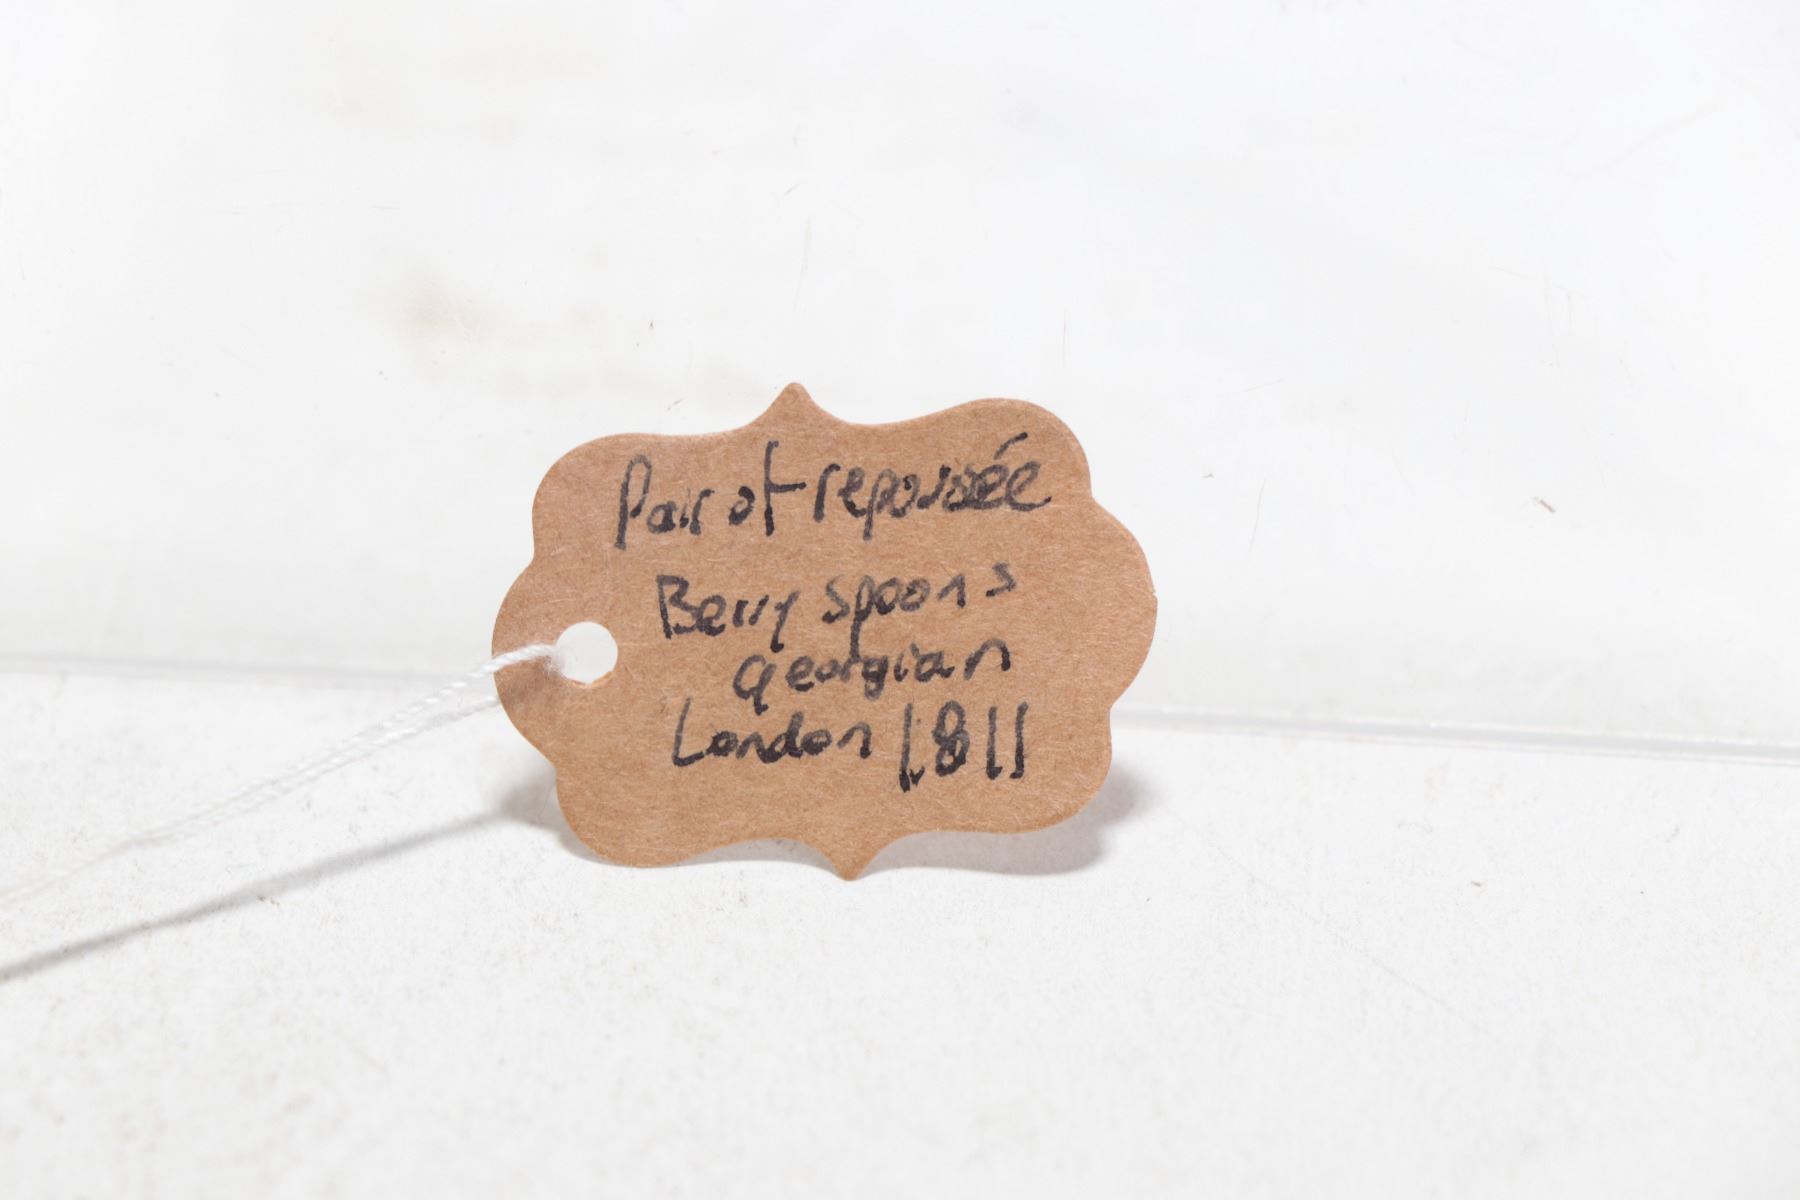 Pair of repoussée
Berry spoons
georgian
London 1811